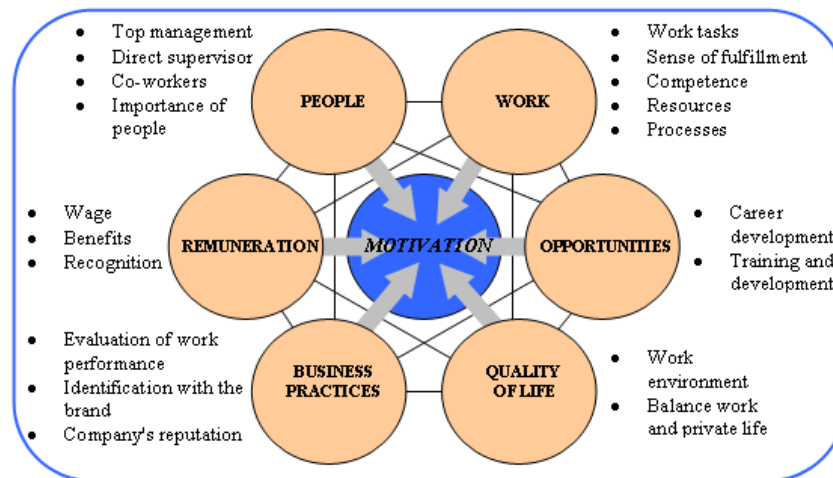 • Top management
• Direct supervisor
• Co-workers
• Importance of
people
• Work tasks
• Sense of fulfillment
• Competence
• Resources
• Processes
PEOPLE
WORK
• Wage
• Benefits
• Recognition
REMUNERATION
MOTIVATION
OPPORTUNITIES
• Career
development
• Training and
development
• Evaluation of work
performance
• Identification with the
brand
• Company's reputation
BUSINESS
PRACTICES
QUALITY
OF LIFE
• Work
environment
• Balance work
and private life